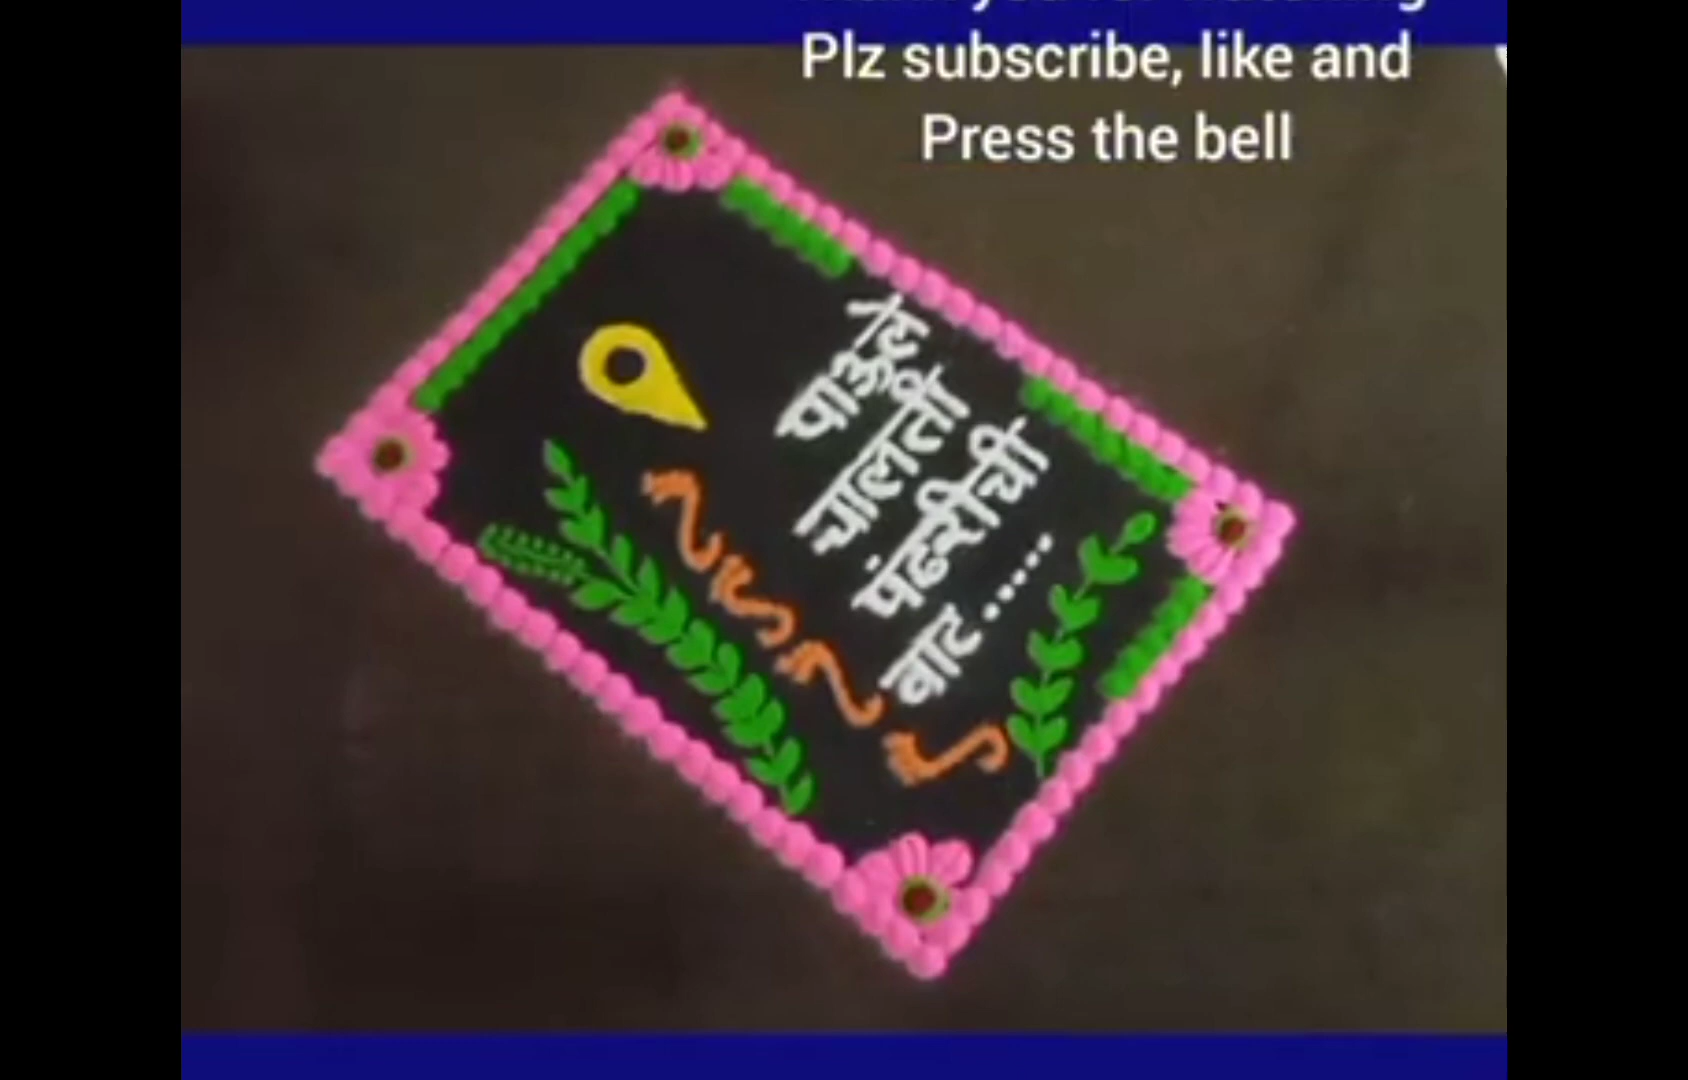 Plz subscribe, like and
Press the bell
पाऊले
चालती
पंढरीची
वाट......